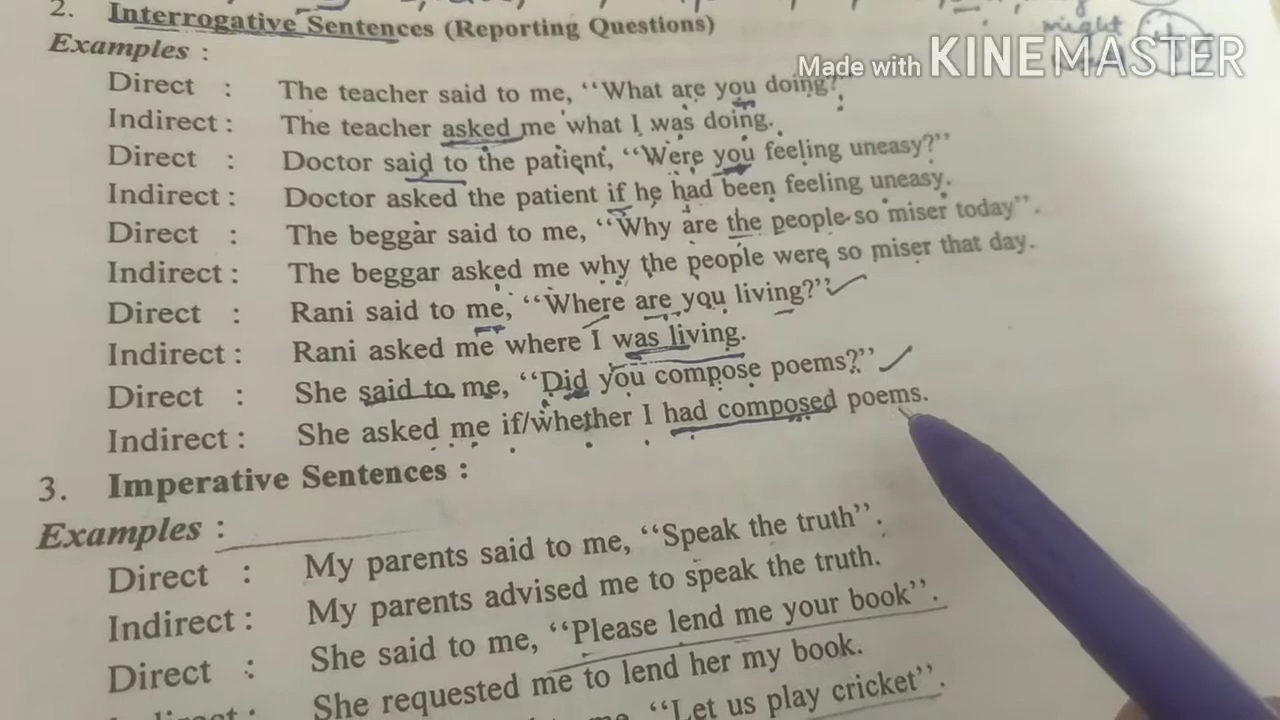 might
Made with KINEMASTER
2. Interrogative Sentences (Reporting Questions)
Examples :
Direct : The teacher said to me, “What are you doing?”
Indirect : The teacher asked me what I was doing.
Direct : Doctor said to the patient, “Were you feeling uneasy?”
Indirect : Doctor asked the patient if he had been feeling uneasy.
Direct : The beggar said to me, “Why are the people so miser today”.
Indirect : The beggar asked me why the people were so miser that day.
Direct : Rani said to me, “Where are you living?”
Indirect : Rani asked me where I was living.
Direct : She said to me, “Did you compose poems?”
Indirect : She asked me if/whether I had composed poems.
3. Imperative Sentences :
Examples :
Direct : My parents said to me, “Speak the truth”.
Indirect : My parents advised me to speak the truth.
Direct : She said to me, “Please lend me your book”.
Indirect : She requested me to lend her my book.
me, “Let us play cricket”.